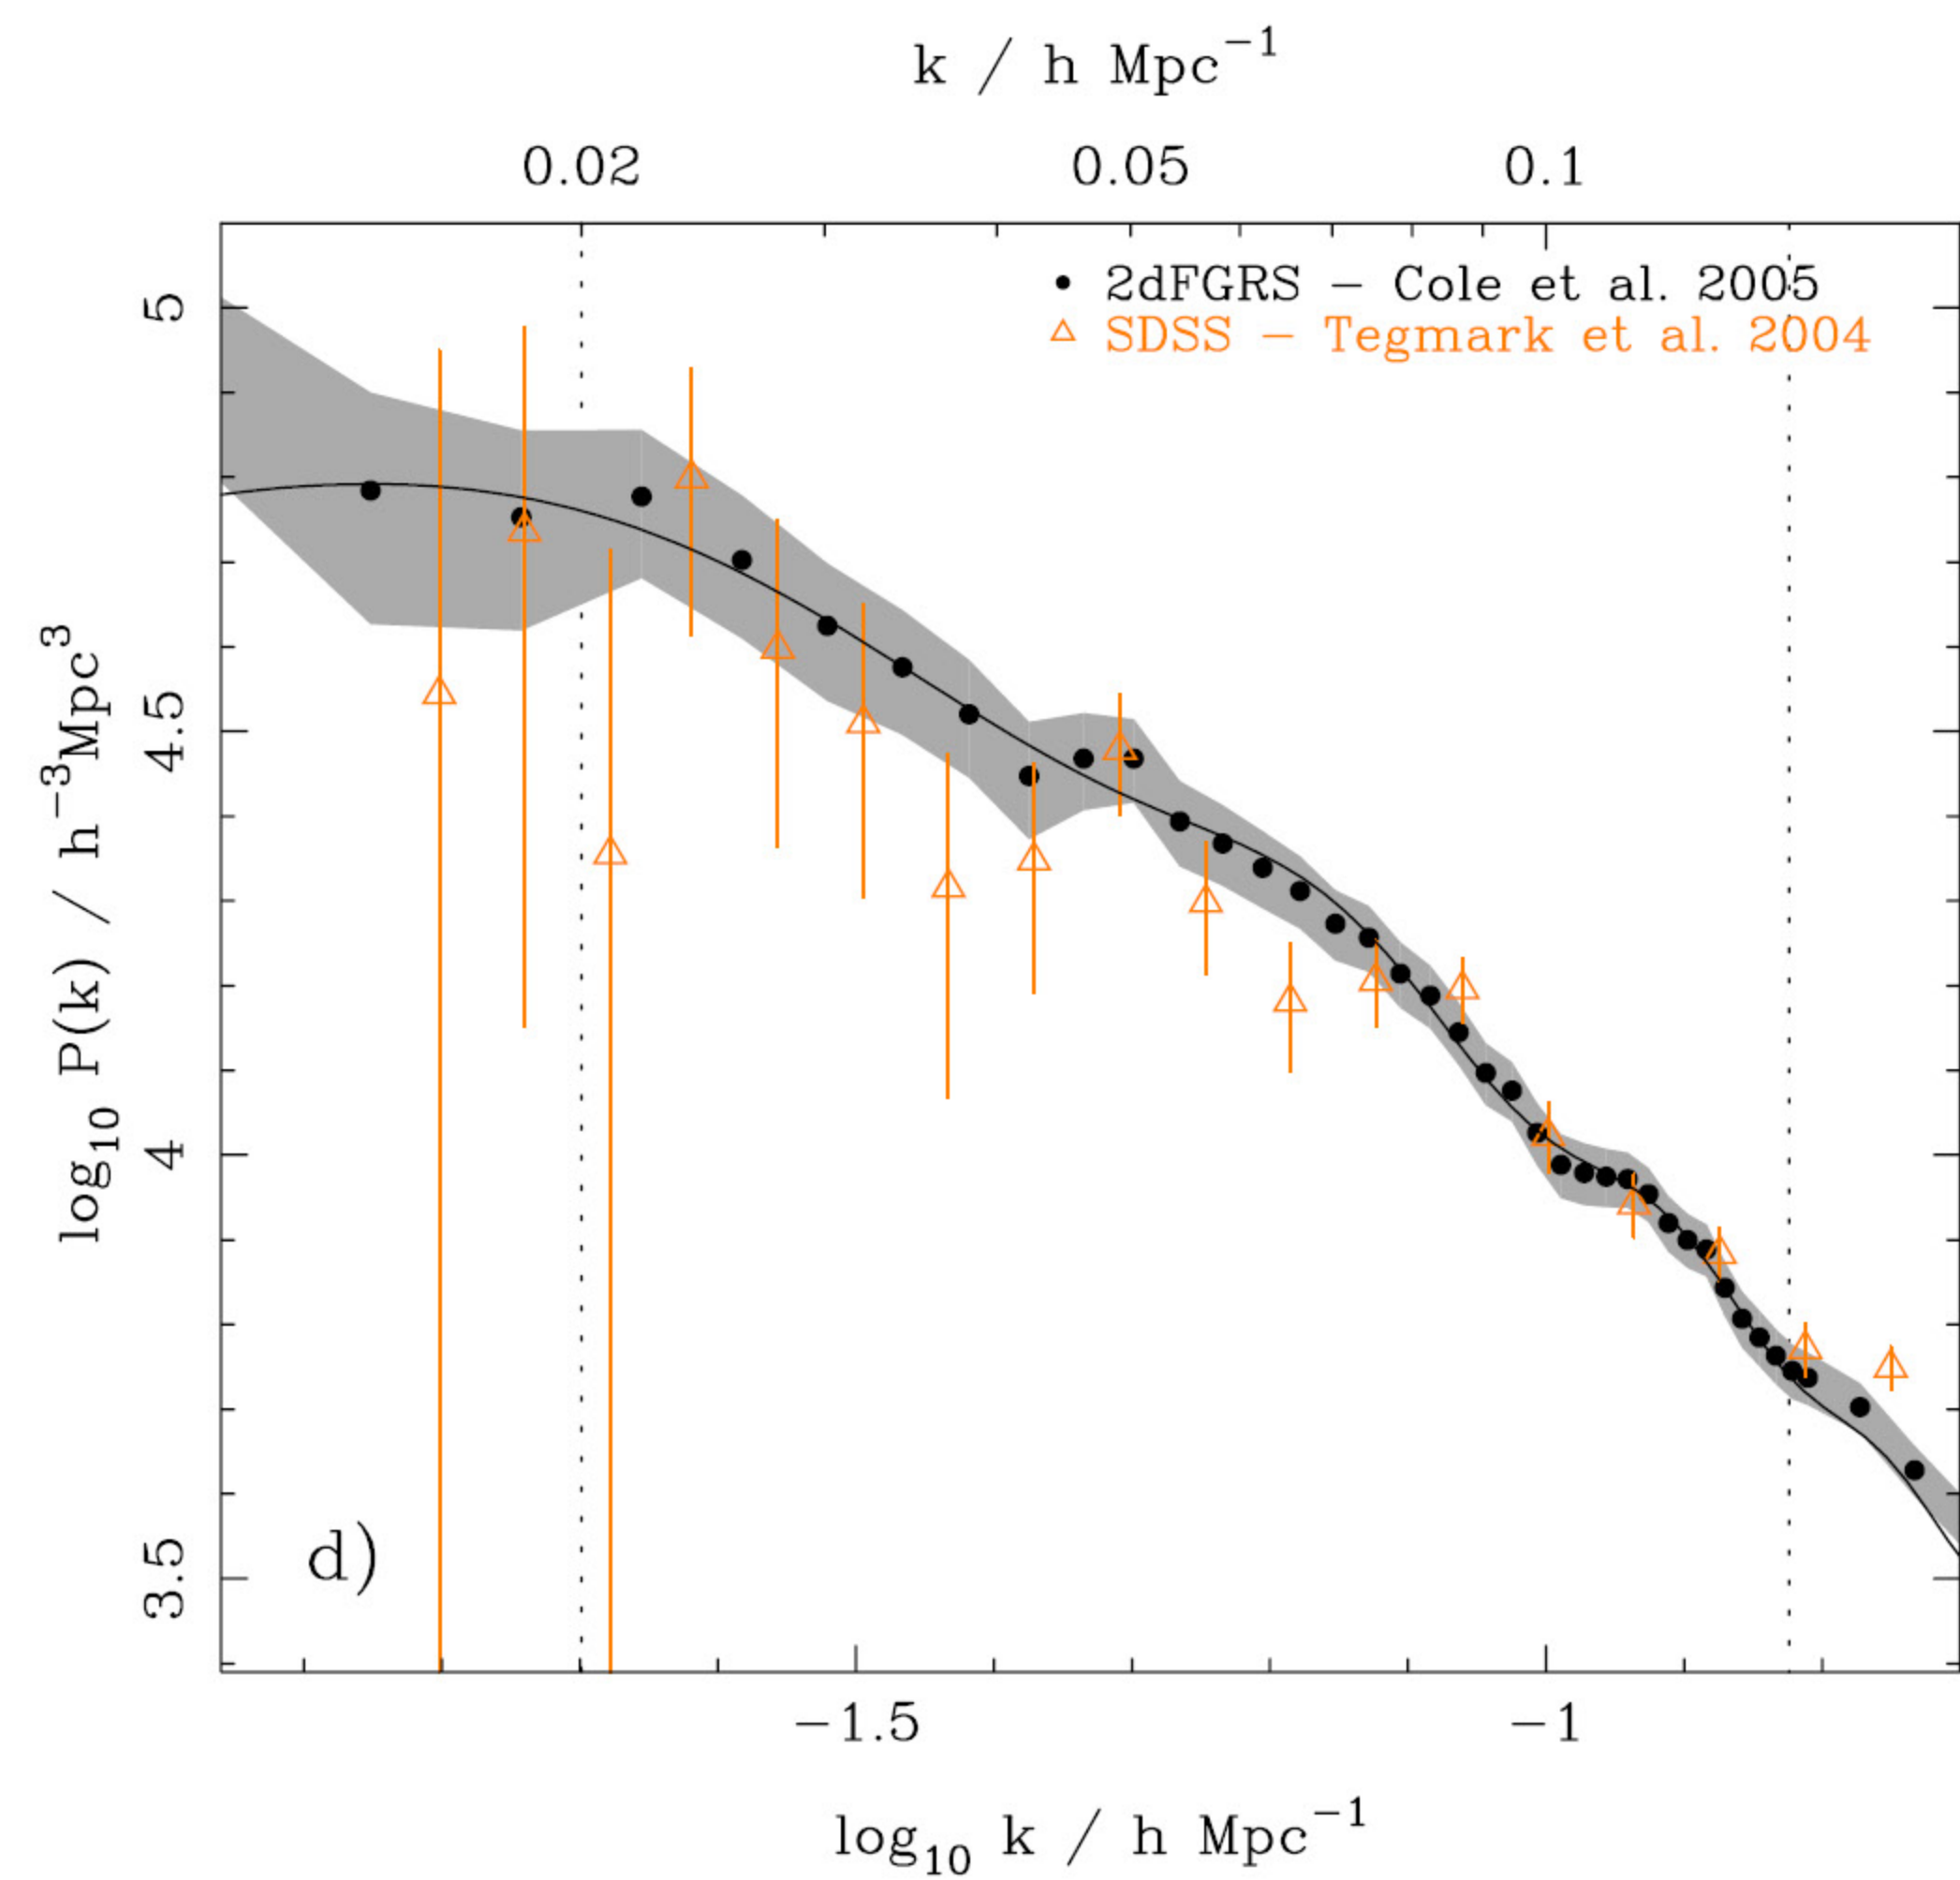 k / h Mpc⁻¹
0.02 0.05 0.1
2dFGRS – Cole et al. 2005
SDSS – Tegmark et al. 2004
5
4.5
4
3.5
log₁₀ P(k) / h⁻³Mpc³
d)
−1.5 −1
log₁₀ k / h Mpc⁻¹